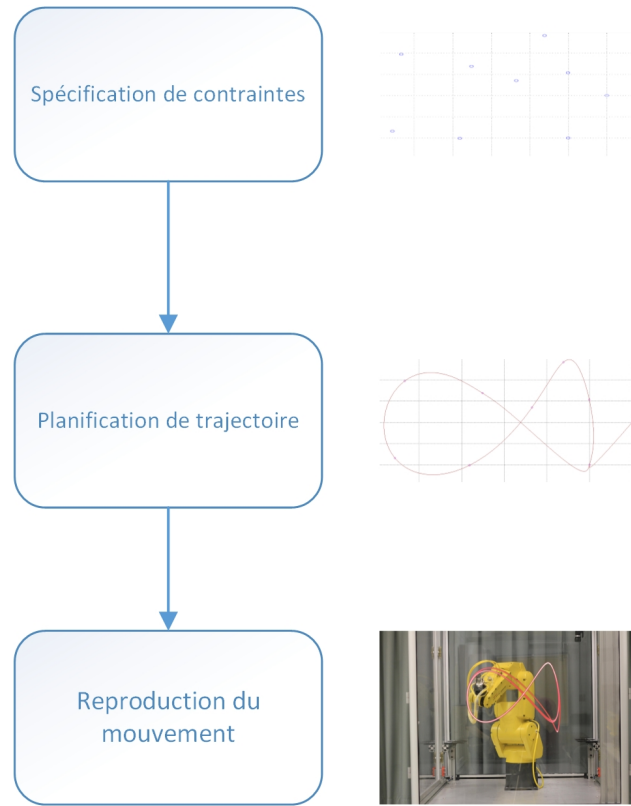 Spécification de contraintes
Planification de trajectoire
Reproduction du
mouvement